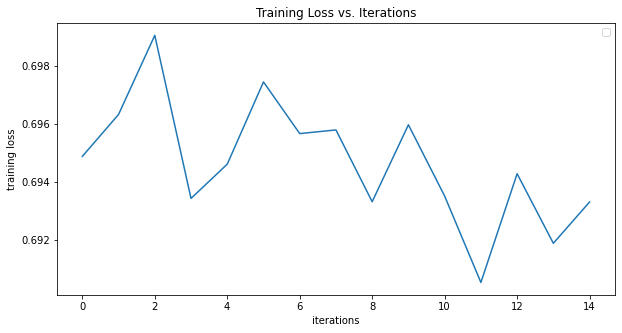 Training Loss vs. Iterations
0.698
0.696
0.694
0.692
training loss
0 2 4 6 8 10 12 14
iterations